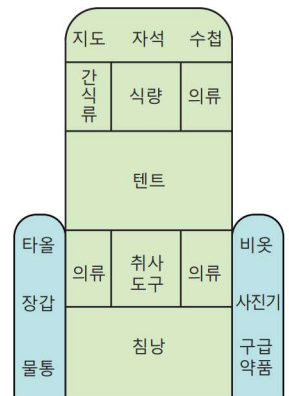 지도 자석 수첩
간식류 식량 의류
텐트
타올
장갑
물통
의류 취사도구 의류
침낭
비옷
사진기
구급
약품